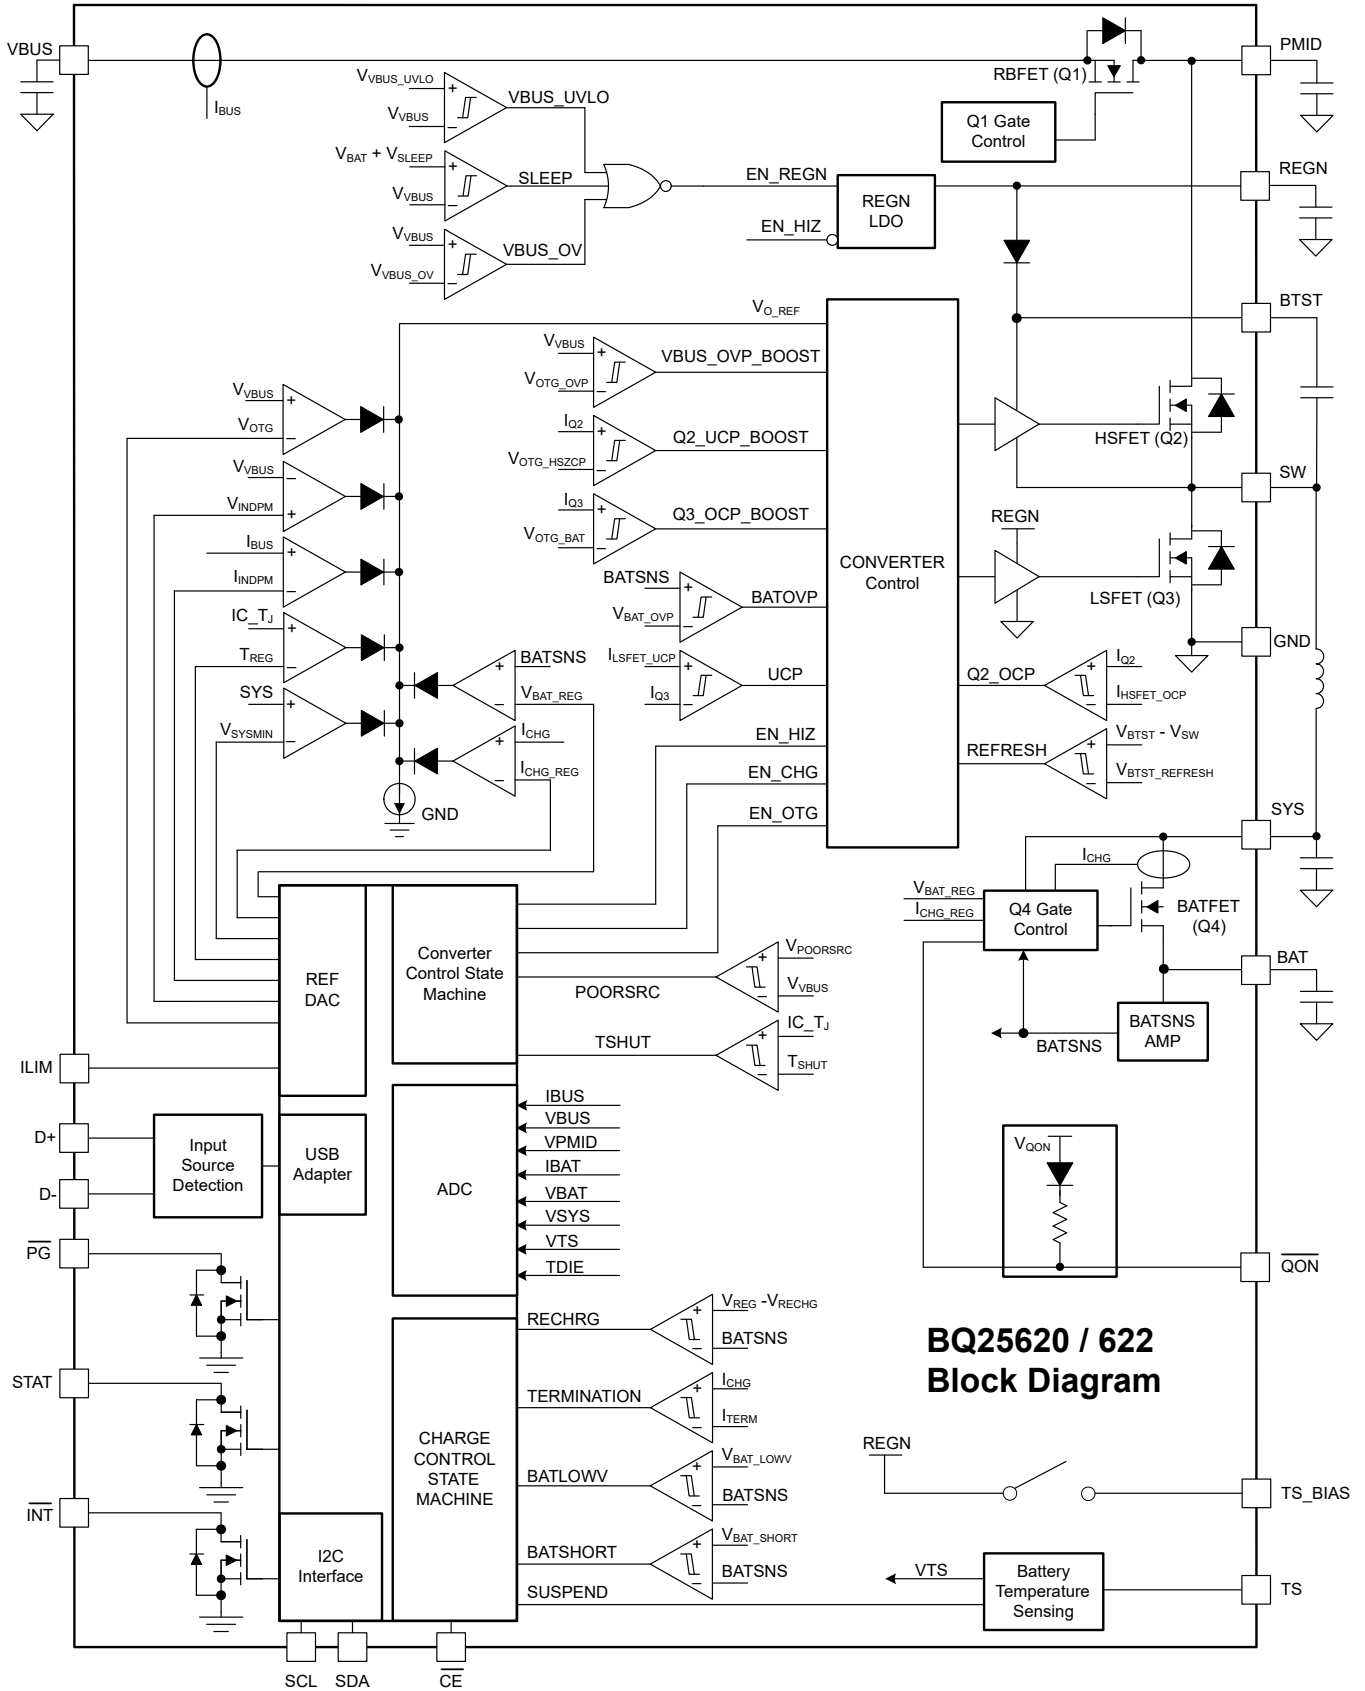 VBUS
PMID
IBUS
RBFET (Q1)
Q1 Gate
Control
VVBUS_UVLO
VVBUS
+
−
VBUS_UVLO
VBAT + VSLEEP
VVBUS
+
−
SLEEP
VVBUS
VVBUS_OV
+
−
VBUS_OV
EN_REGN
EN_HIZ
REGN
LDO
REGN
BTST
VO_REF
VVBUS
VOTG_OVP
+
−
VBUS_OVP_BOOST
IQ2
VOTG_HSZCP
+
−
Q2_UCP_BOOST
IQ3
VOTG_BAT
+
−
Q3_OCP_BOOST
BATSNS
VBAT_OVP
+
−
BATOVP
ILSFET_UCP
IQ3
+
−
UCP
EN_HIZ
EN_CHG
EN_OTG
CONVERTER
Control
HSFET (Q2)
SW
REGN
LSFET (Q3)
GND
Q2_OCP
+
−
IQ2
IHSFET_OCP
REFRESH
+
−
VBTST - VSW
VBTST_REFRESH
VVBUS
VOTG
+
−
VVBUS
VINDPM
−
+
IBUS
IINDPM
+
−
IC_TJ
TREG
+
−
SYS
VSYSMIN
+
−
+
−
BATSNS
VBAT_REG
+
−
ICHG
ICHG_REG
GND
SYS
ICHG
VBAT_REG
ICHG_REG
Q4 Gate
Control
BATFET
(Q4)
BAT
BATSNS
AMP
BATSNS
REF
DAC
Converter
Control State
Machine
POORSRC
+
−
VPOORSRC
VVBUS
TSHUT
+
−
IC_TJ
TSHUT
ILIM
D+
D-
Input
Source
Detection
USB
Adapter
ADC
IBUS
VBUS
VPMID
IBAT
VBAT
VSYS
VTS
TDIE
VQON
QON
PG
STAT
INT
RECHRG
+
−
VREG -VRECHG
BATSNS
TERMINATION
+
−
ICHG
ITERM
BATLOWV
+
−
VBAT_LOWV
BATSNS
BATSHORT
+
−
VBAT_SHORT
BATSNS
SUSPEND
CHARGE
CONTROL
STATE
MACHINE
I2C
Interface
BQ25620 / 622
Block Diagram
REGN
TS_BIAS
VTS
Battery
Temperature
Sensing
TS
SCL
SDA
CE